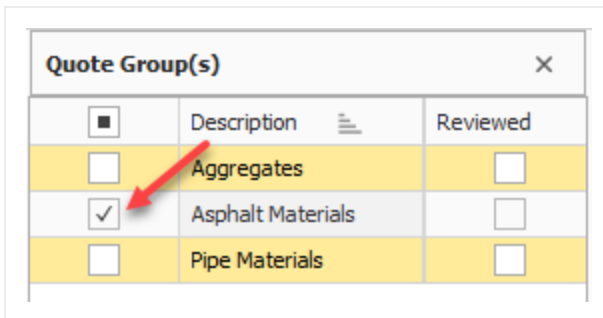 Quote Group(s)
Description Reviewed
Aggregates
Asphalt Materials
Pipe Materials